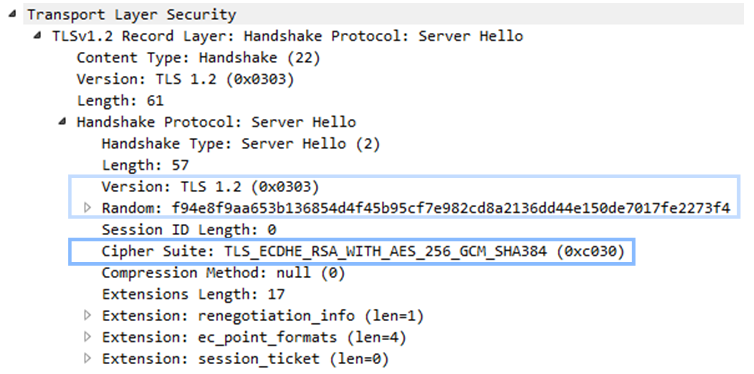 Transport Layer Security
TLSv1.2 Record Layer: Handshake Protocol: Server Hello
Content Type: Handshake (22)
Version: TLS 1.2 (0x0303)
Length: 61
Handshake Protocol: Server Hello
Handshake Type: Server Hello (2)
Length: 57
Version: TLS 1.2 (0x0303)
Random: f94e8f9aa653b136854d4f45b95cf7e982cd8a2136dd44e150de7017fe2273f4
Session ID Length: 0
Cipher Suite: TLS_ECDHE_RSA_WITH_AES_256_GCM_SHA384 (0xc030)
Compression Method: null (0)
Extensions Length: 17
Extension: renegotiation_info (len=1)
Extension: ec_point_formats (len=4)
Extension: session_ticket (len=0)